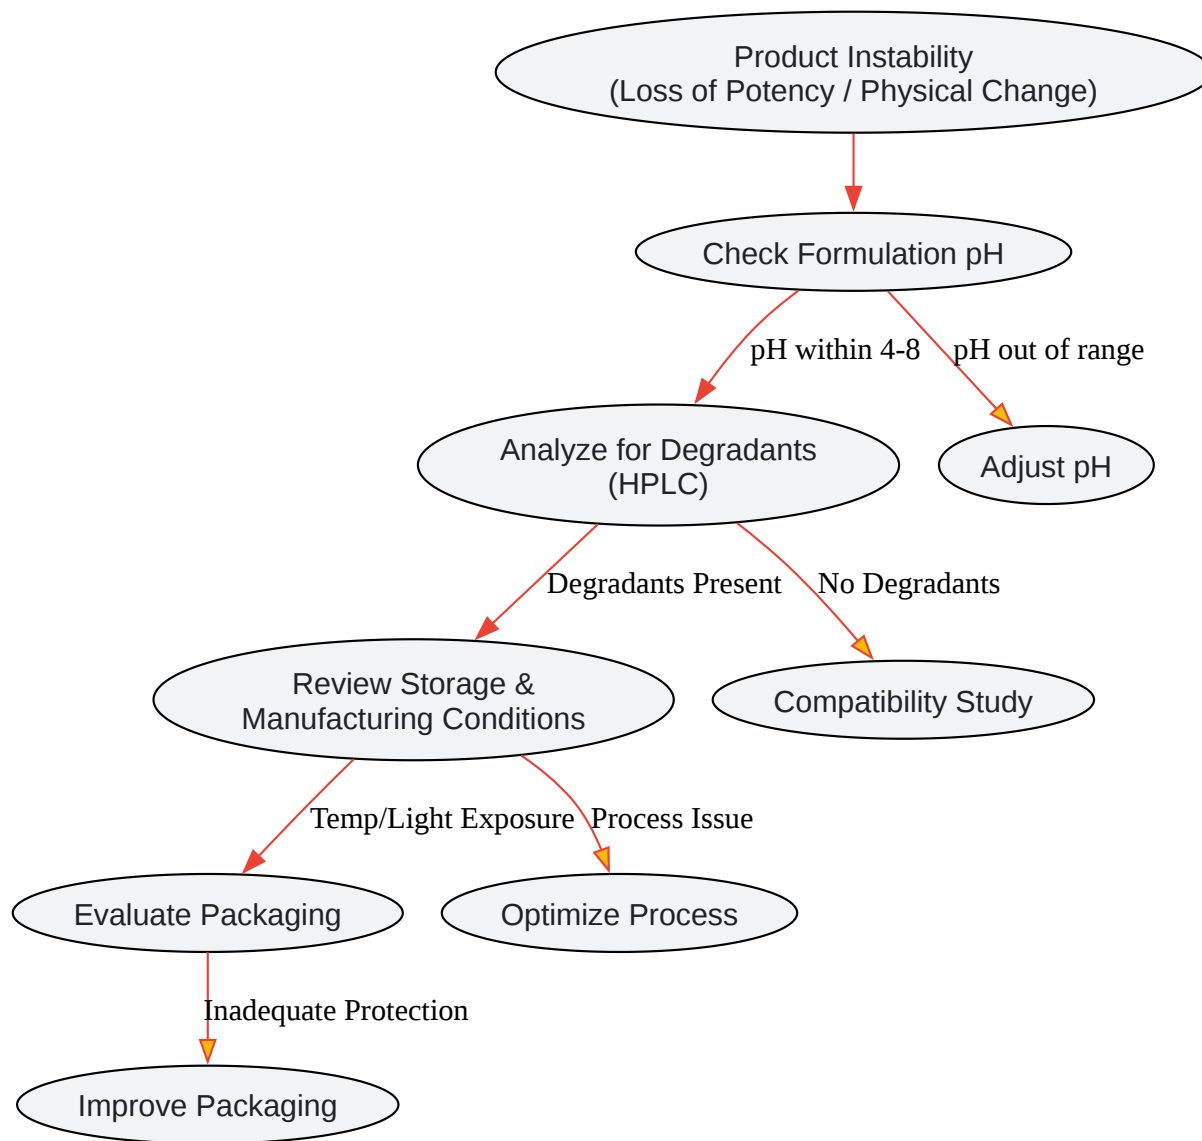 Product Instability
(Loss of Potency / Physical Change)
Check Formulation pH
pH within 4-8
pH out of range
Analyze for Degradants
(HPLC)
Adjust pH
Degradants Present
No Degradants
Review Storage &
Manufacturing Conditions
Compatibility Study
Temp/Light Exposure
Process Issue
Evaluate Packaging
Optimize Process
Inadequate Protection
Improve Packaging